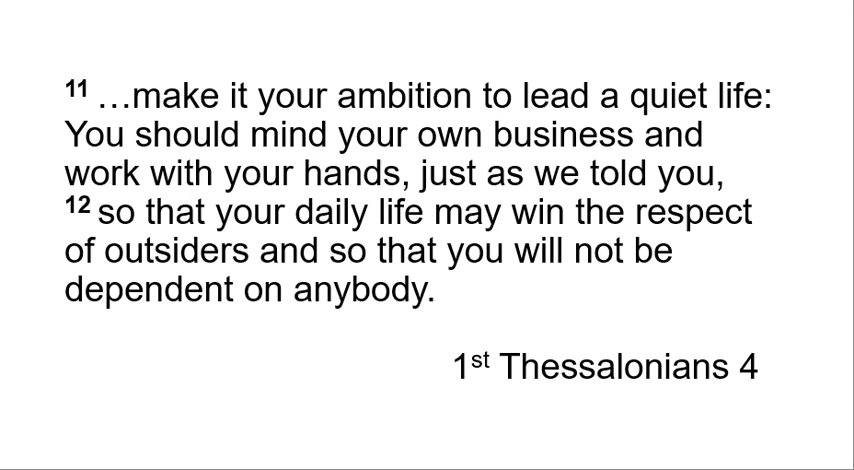 11 …make it your ambition to lead a quiet life:
You should mind your own business and
work with your hands, just as we told you,
12 so that your daily life may win the respect
of outsiders and so that you will not be
dependent on anybody.
1st Thessalonians 4